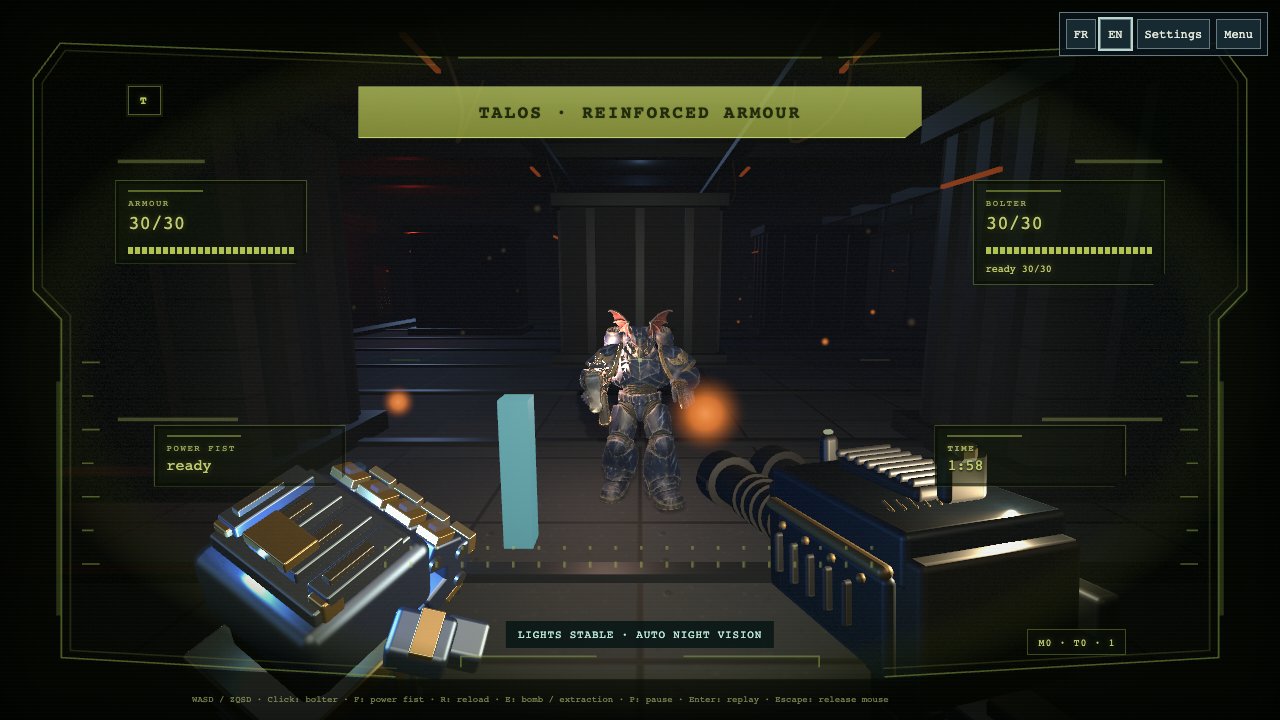 FR EN Settings Menu
T
TALOS · REINFORCED ARMOUR
ARMOUR
30/30
BOLTER
30/30
ready 30/30
POWER FIST
ready
TIME
1:58
LIGHTS STABLE · AUTO NIGHT VISION
M0 · T0 · 1
WASD / ZQSD · Click: bolter · F: power fist · R: reload · E: bomb / extraction · P: pause · Enter: replay · Escape: release mouse